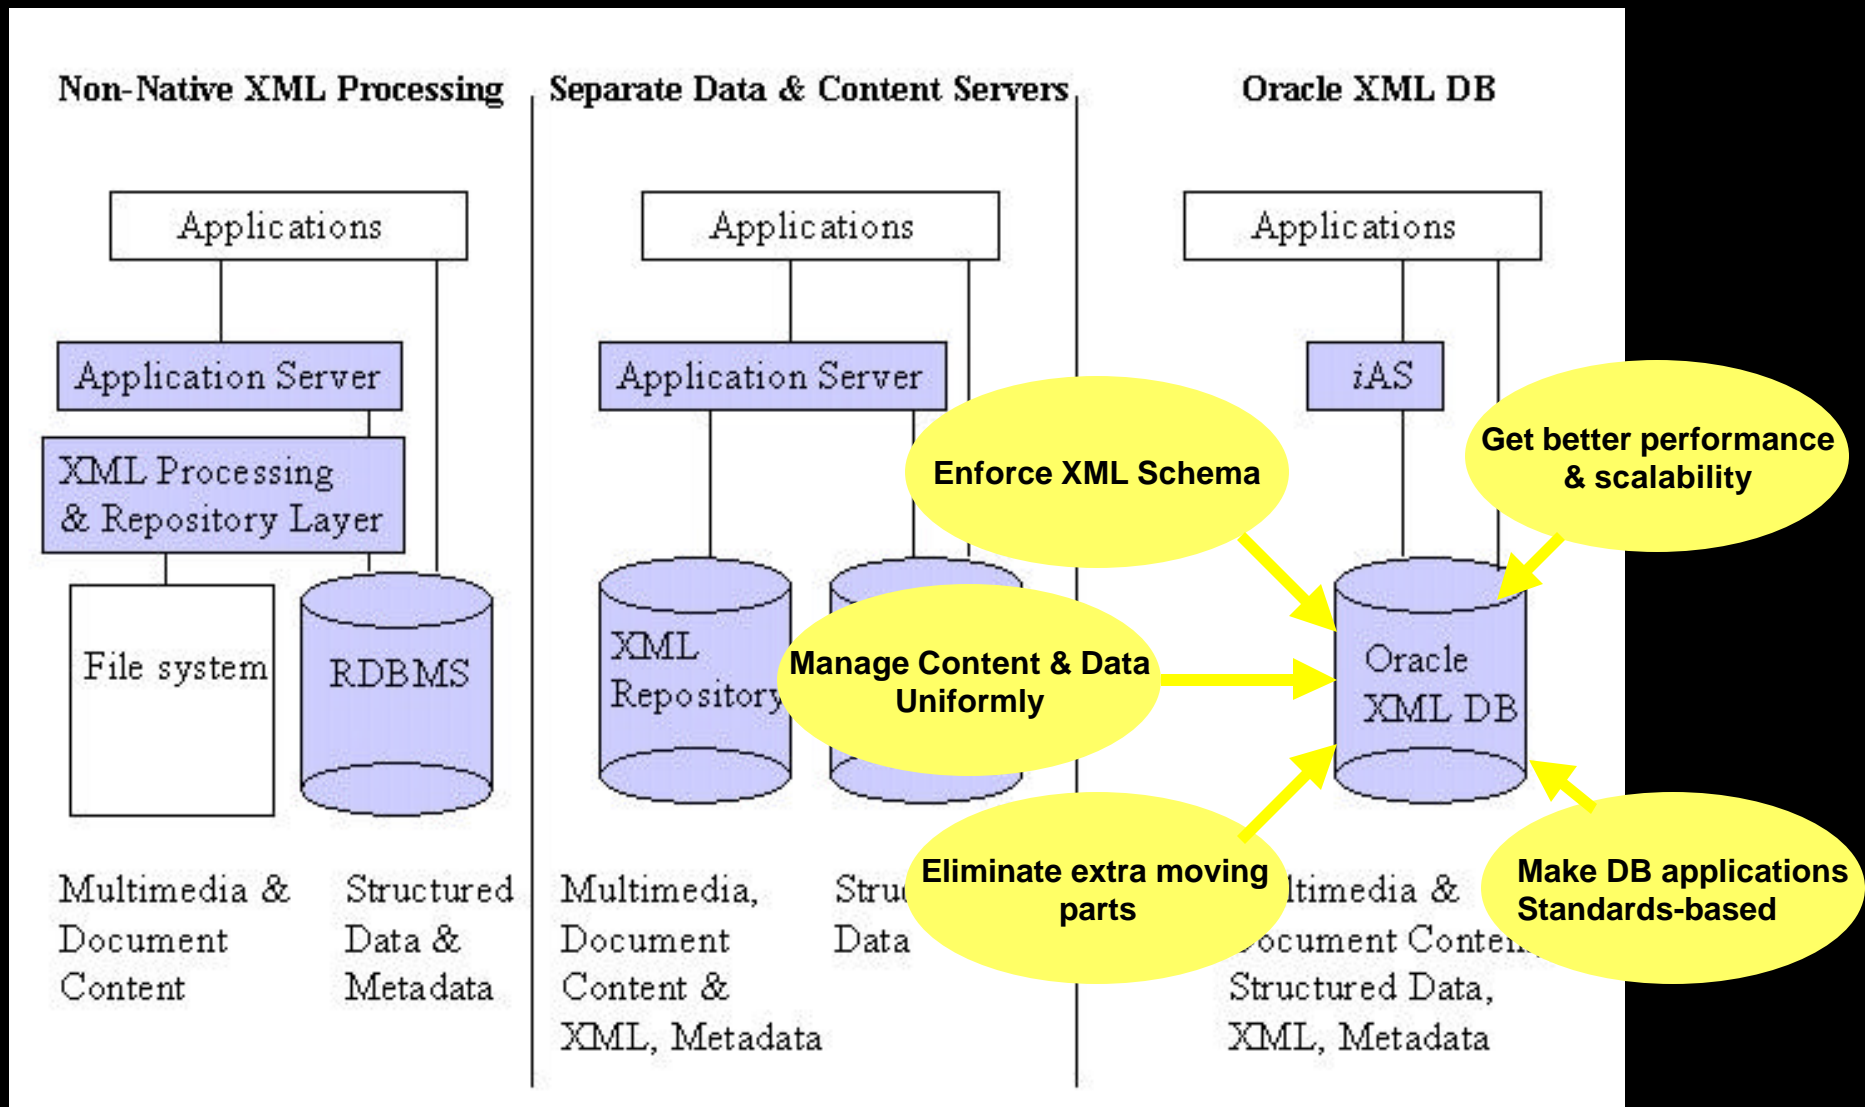 Non-Native XML Processing
Separate Data & Content Servers
Oracle XML DB
Applications
Applications
Applications
Application Server
Application Server
iAS
XML Processing
& Repository Layer
Enforce XML Schema
Get better performance
& scalability
File system
RDBMS
XML
Repository
Manage Content & Data
Uniformly
Oracle
XML DB
Multimedia &
Document
Content
Structured
Data &
Metadata
Multimedia,
Document
Content &
XML, Metadata
Data
Eliminate extra moving
parts
Make DB applications
Standards-based
&
Structured Data,
XML, Metadata